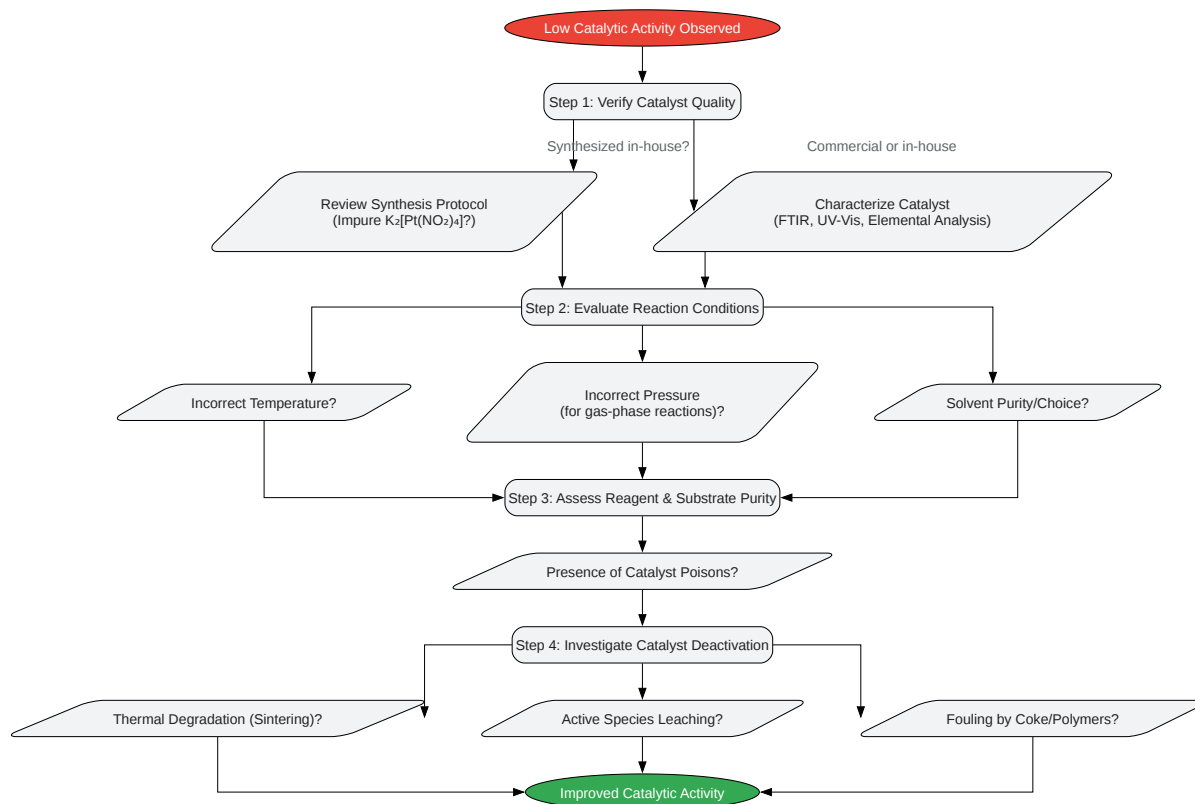 Low Catalytic Activity Observed
Step 1: Verify Catalyst Quality
Synthesized in-house?
Commercial or in-house
Review Synthesis Protocol
(Impure K₂[Pt(NO₂)₄]?)
Characterize Catalyst
(FTIR, UV-Vis, Elemental Analysis)
Step 2: Evaluate Reaction Conditions
Incorrect Temperature?
Incorrect Pressure
(for gas-phase reactions)?
Solvent Purity/Choice?
Step 3: Assess Reagent & Substrate Purity
Presence of Catalyst Poisons?
Step 4: Investigate Catalyst Deactivation
Thermal Degradation (Sintering)?
Active Species Leaching?
Fouling by Coke/Polymers?
Improved Catalytic Activity